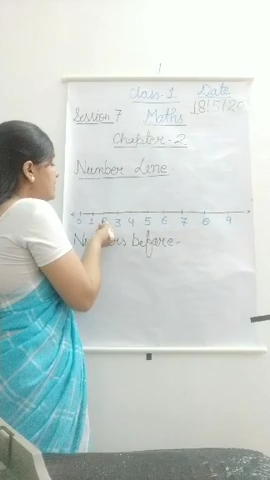 Class-1 Date
Session 7 Maths 18/5/20
Chapter-2
Number Line
0 1 2 3 4 5 6 7 8 9
Numbers before-